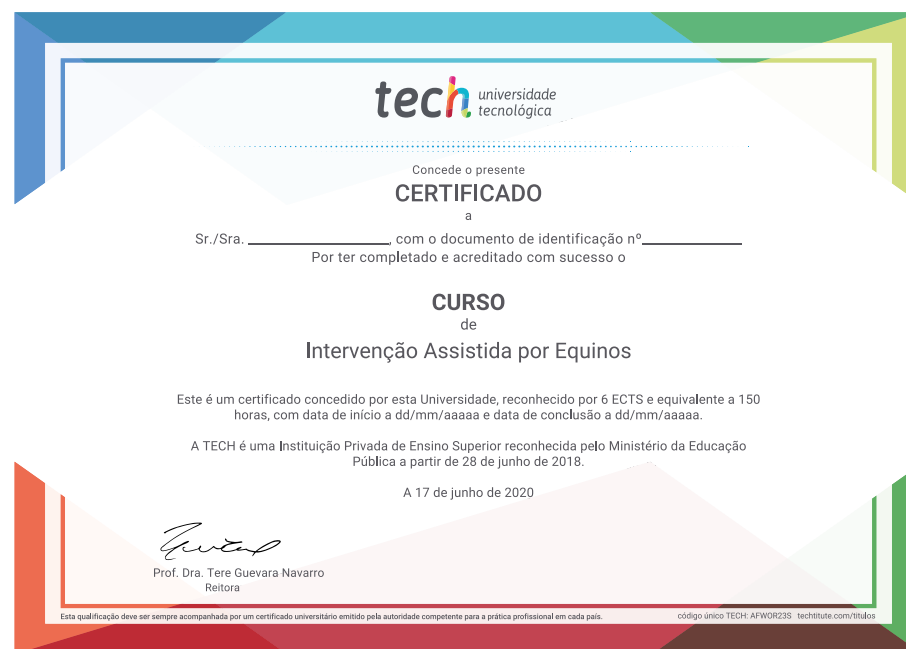 tech universidade
tecnológica
Concede o presente
CERTIFICADO
a
Sr./Sra. ________________, com o documento de identificação nº____________
Por ter completado e acreditado com sucesso o
CURSO
de
Intervenção Assistida por Equinos
Este é um certificado concedido por esta Universidade, reconhecido por 6 ECTS e equivalente a 150
horas, com data de início a dd/mm/aaaaa e data de conclusão a dd/mm/aaaaa.
A TECH é uma Instituição Privada de Ensino Superior reconhecida pelo Ministério da Educação
Pública a partir de 28 de junho de 2018.
A 17 de junho de 2020
Prof. Dra. Tere Guevara Navarro
Reitora
Esta qualificação deve ser sempre acompanhada por um certificado universitário emitido pela autoridade competente para a prática profissional em cada país.
código único TECH: AFWOR23S techtitute.com/titulos